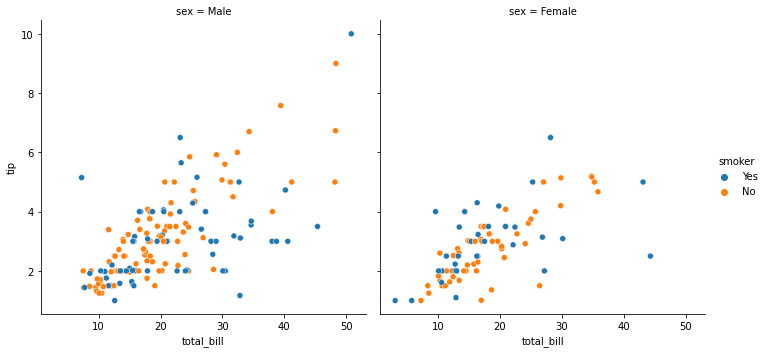 sex = Male
sex = Female
10
8
6
4
2
tip
10
20
30
40
50
total_bill
10
20
30
40
50
total_bill
smoker
Yes
No